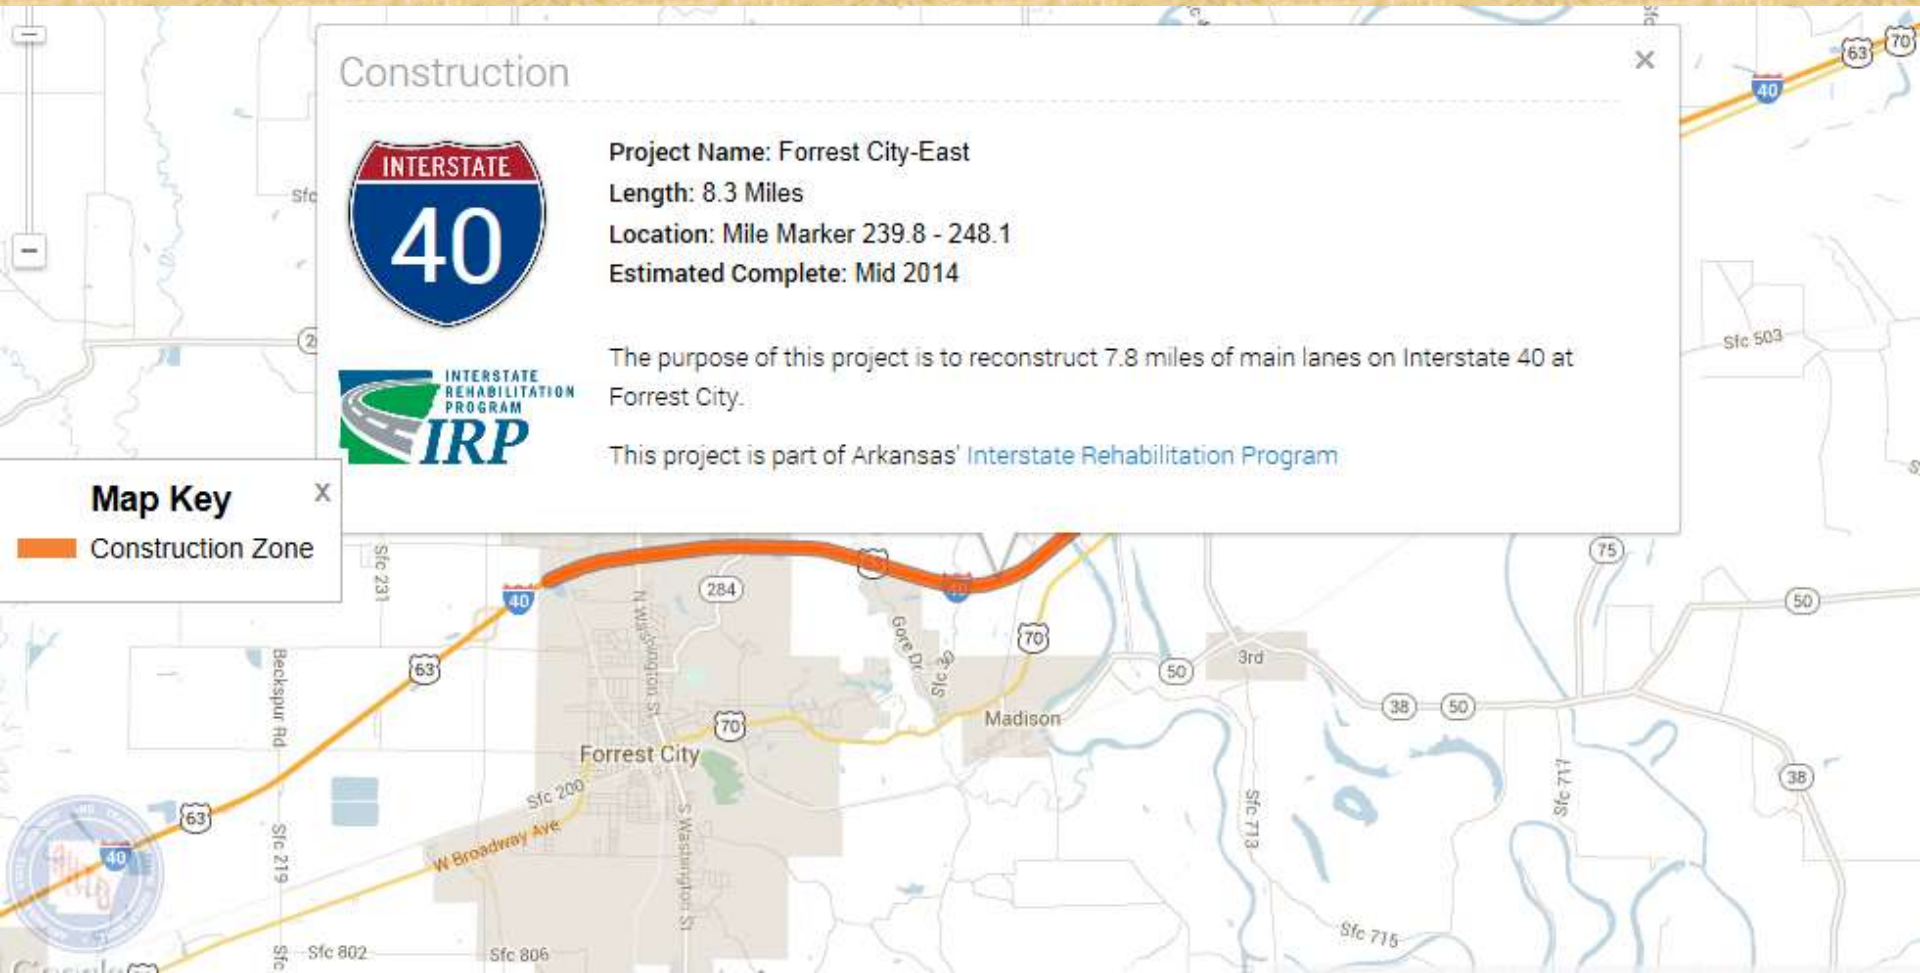 63
70
40
Construction
×
INTERSTATE
40
Project Name: Forrest City-East
Length: 8.3 Miles
Location: Mile Marker 239.8 - 248.1
Estimated Complete: Mid 2014
The purpose of this project is to reconstruct 7.8 miles of main lanes on Interstate 40 at
Forrest City.
This project is part of Arkansas' Interstate Rehabilitation Program
INTERSTATE
REHABILITATION
PROGRAM
IRP
Sfc 503
Map Key
X
Construction Zone
Sfc 231
40
284
40
75
50
N Washington St
Gore Dr
Sfc 30
70
50
3rd
63
Beckspur Rd
70
Madison
38
50
Forrest City
Sfc 200
38
Sfc 717
63
Sfc 713
S Washington St
W Broadway Ave
Sfc 219
40
Sfc 715
Sfc 802
Sfc 806
Sfc